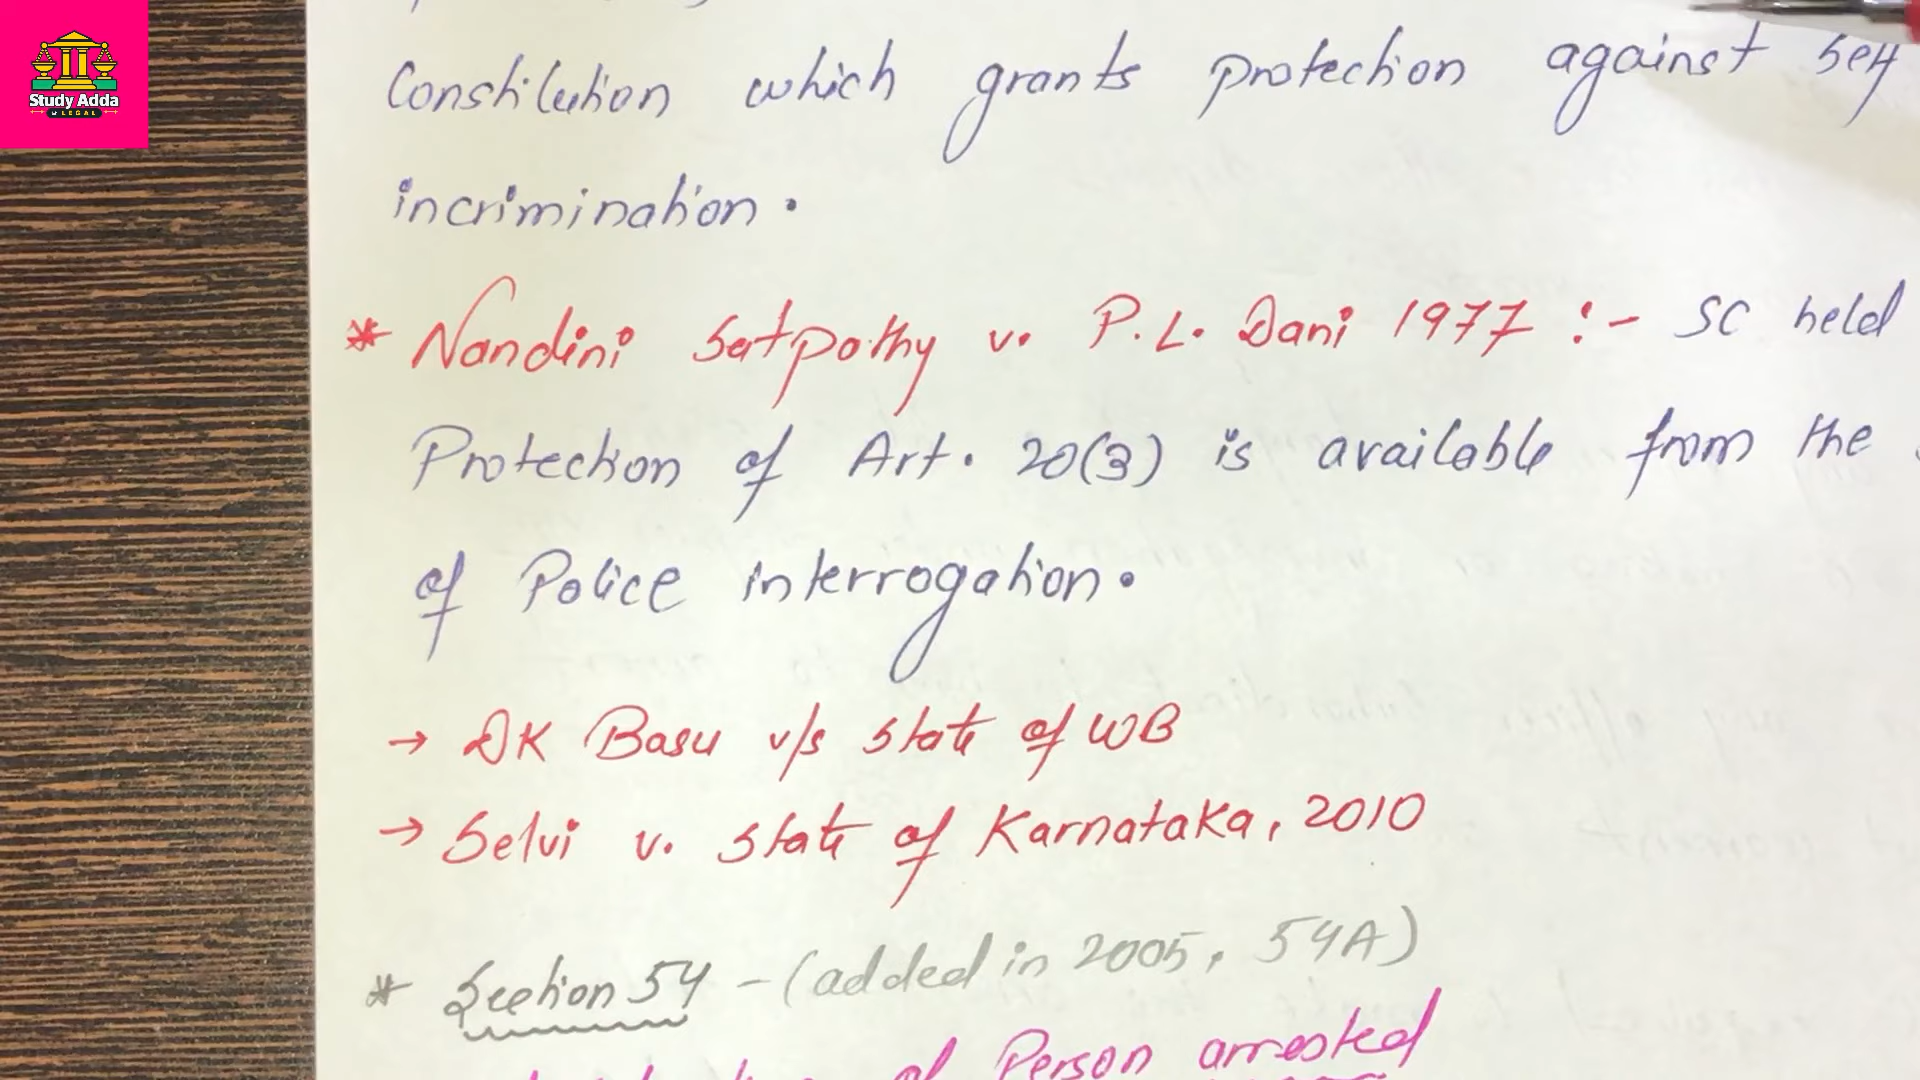 Study Adda
LEGAL
Constitution which grants protection against self
incrimination.
* Nandini Satpathy v. P.L. Dani 1977 :- SC held
Protection of Art. 20(3) is available from the
of Police interrogation.
→ DK Basu v/s State of WB
→ Selvi v. State of Karnataka, 2010
* Section 54 - (added in 2005, 54A)
of Person arrested